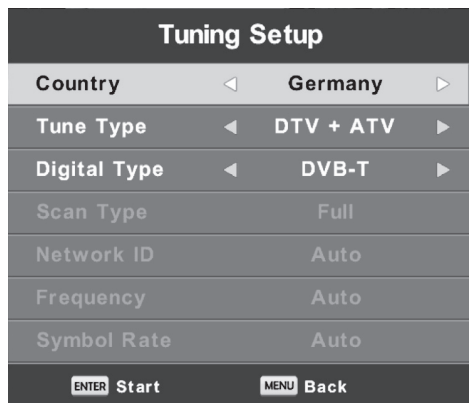 Tuning Setup
Country Germany
Tune Type DTV + ATV
Digital Type DVB-T
Scan Type Full
Network ID Auto
Frequency Auto
Symbol Rate Auto
ENTER Start MENU Back